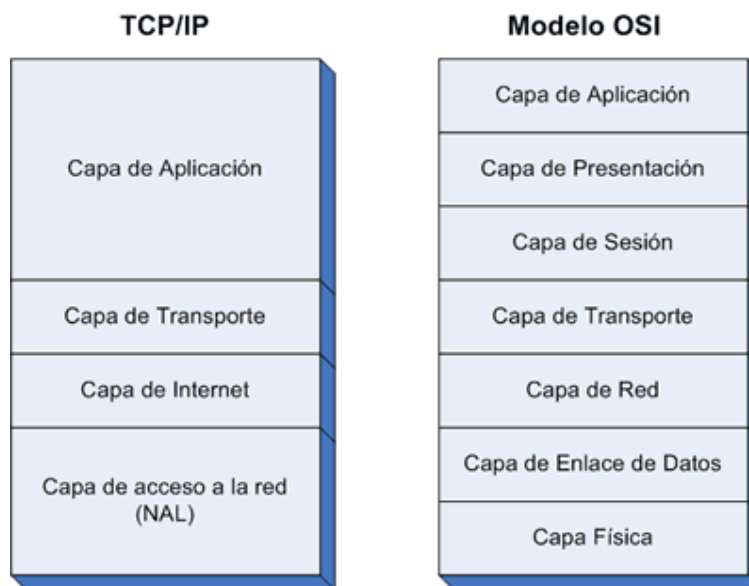 TCP/IP
Capa de Aplicación
Capa de Transporte
Capa de Internet
Capa de acceso a la red
(NAL)
Modelo OSI
Capa de Aplicación
Capa de Presentación
Capa de Sesión
Capa de Transporte
Capa de Red
Capa de Enlace de Datos
Capa Física